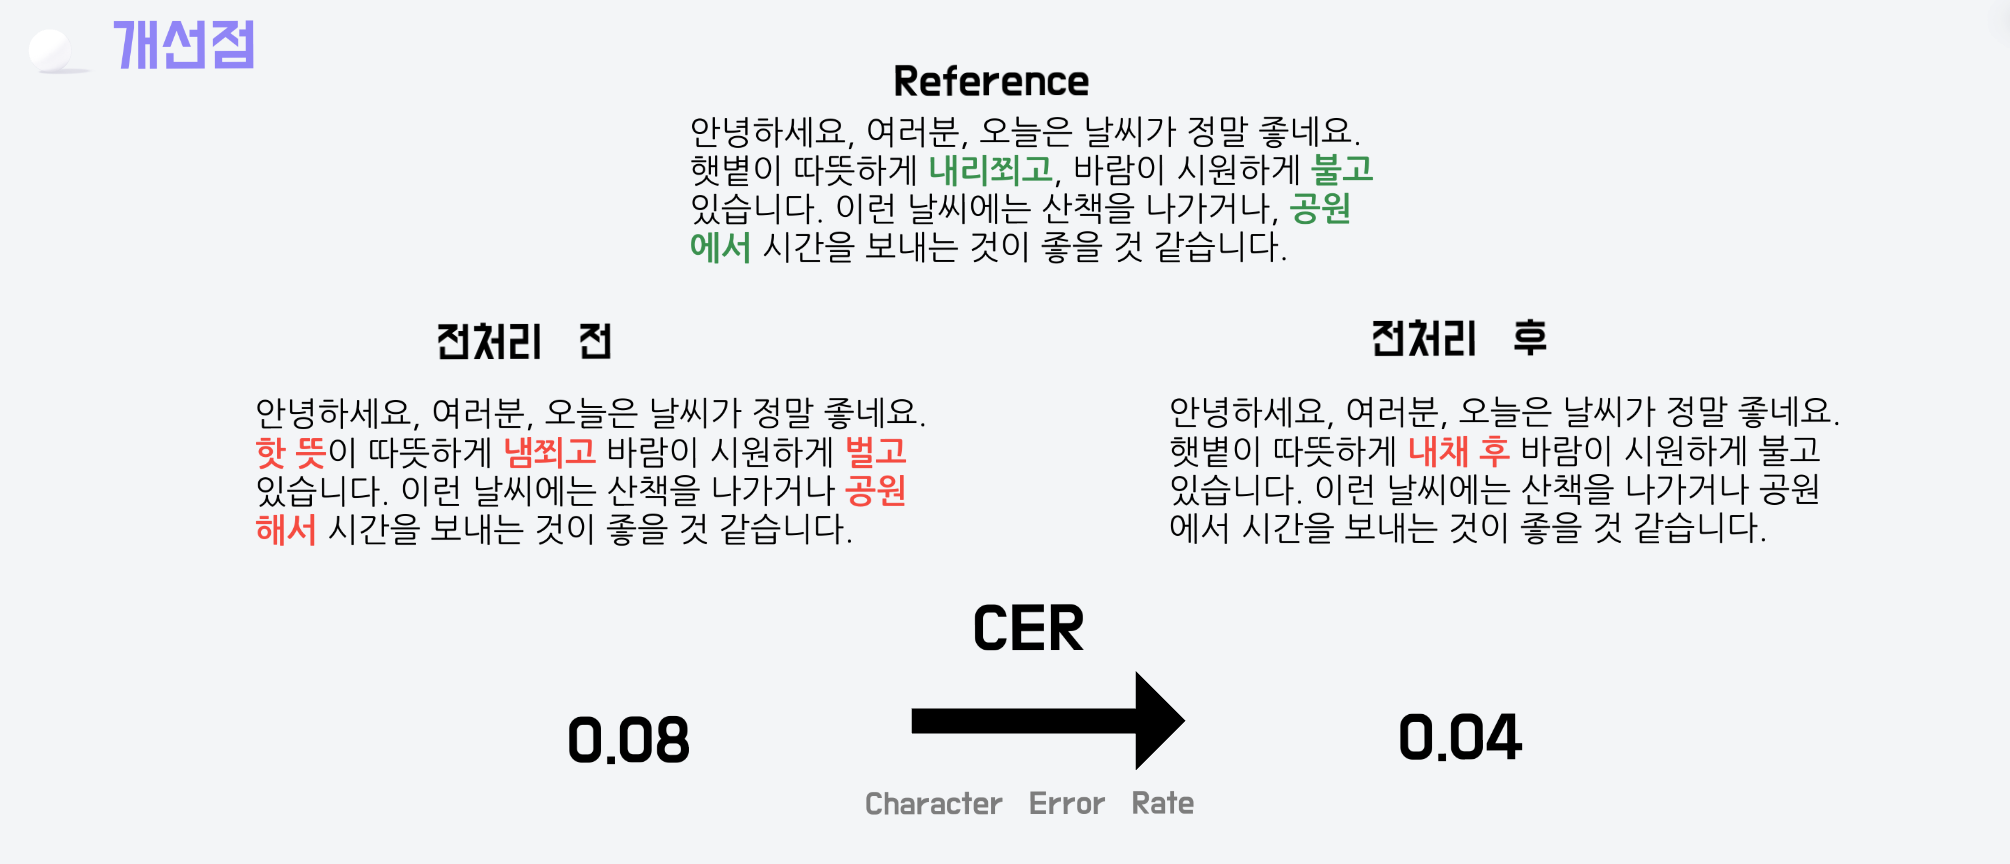 개선점
Reference
안녕하세요, 여러분, 오늘은 날씨가 정말 좋네요.
햇볕이 따뜻하게 내리쬐고, 바람이 시원하게 불고
있습니다. 이런 날씨에는 산책을 나가거나, 공원
에서 시간을 보내는 것이 좋을 것 같습니다.
전처리 전
안녕하세요, 여러분, 오늘은 날씨가 정말 좋네요.
핫 뜻이 따뜻하게 냄쬐고 바람이 시원하게 벌고
있습니다. 이런 날씨에는 산책을 나가거나 공원
해서 시간을 보내는 것이 좋을 것 같습니다.
전처리 후
안녕하세요, 여러분, 오늘은 날씨가 정말 좋네요.
햇볕이 따뜻하게 내채 후 바람이 시원하게 불고
있습니다. 이런 날씨에는 산책을 나가거나 공원
에서 시간을 보내는 것이 좋을 것 같습니다.
CER
0.08
0.04
Character Error Rate